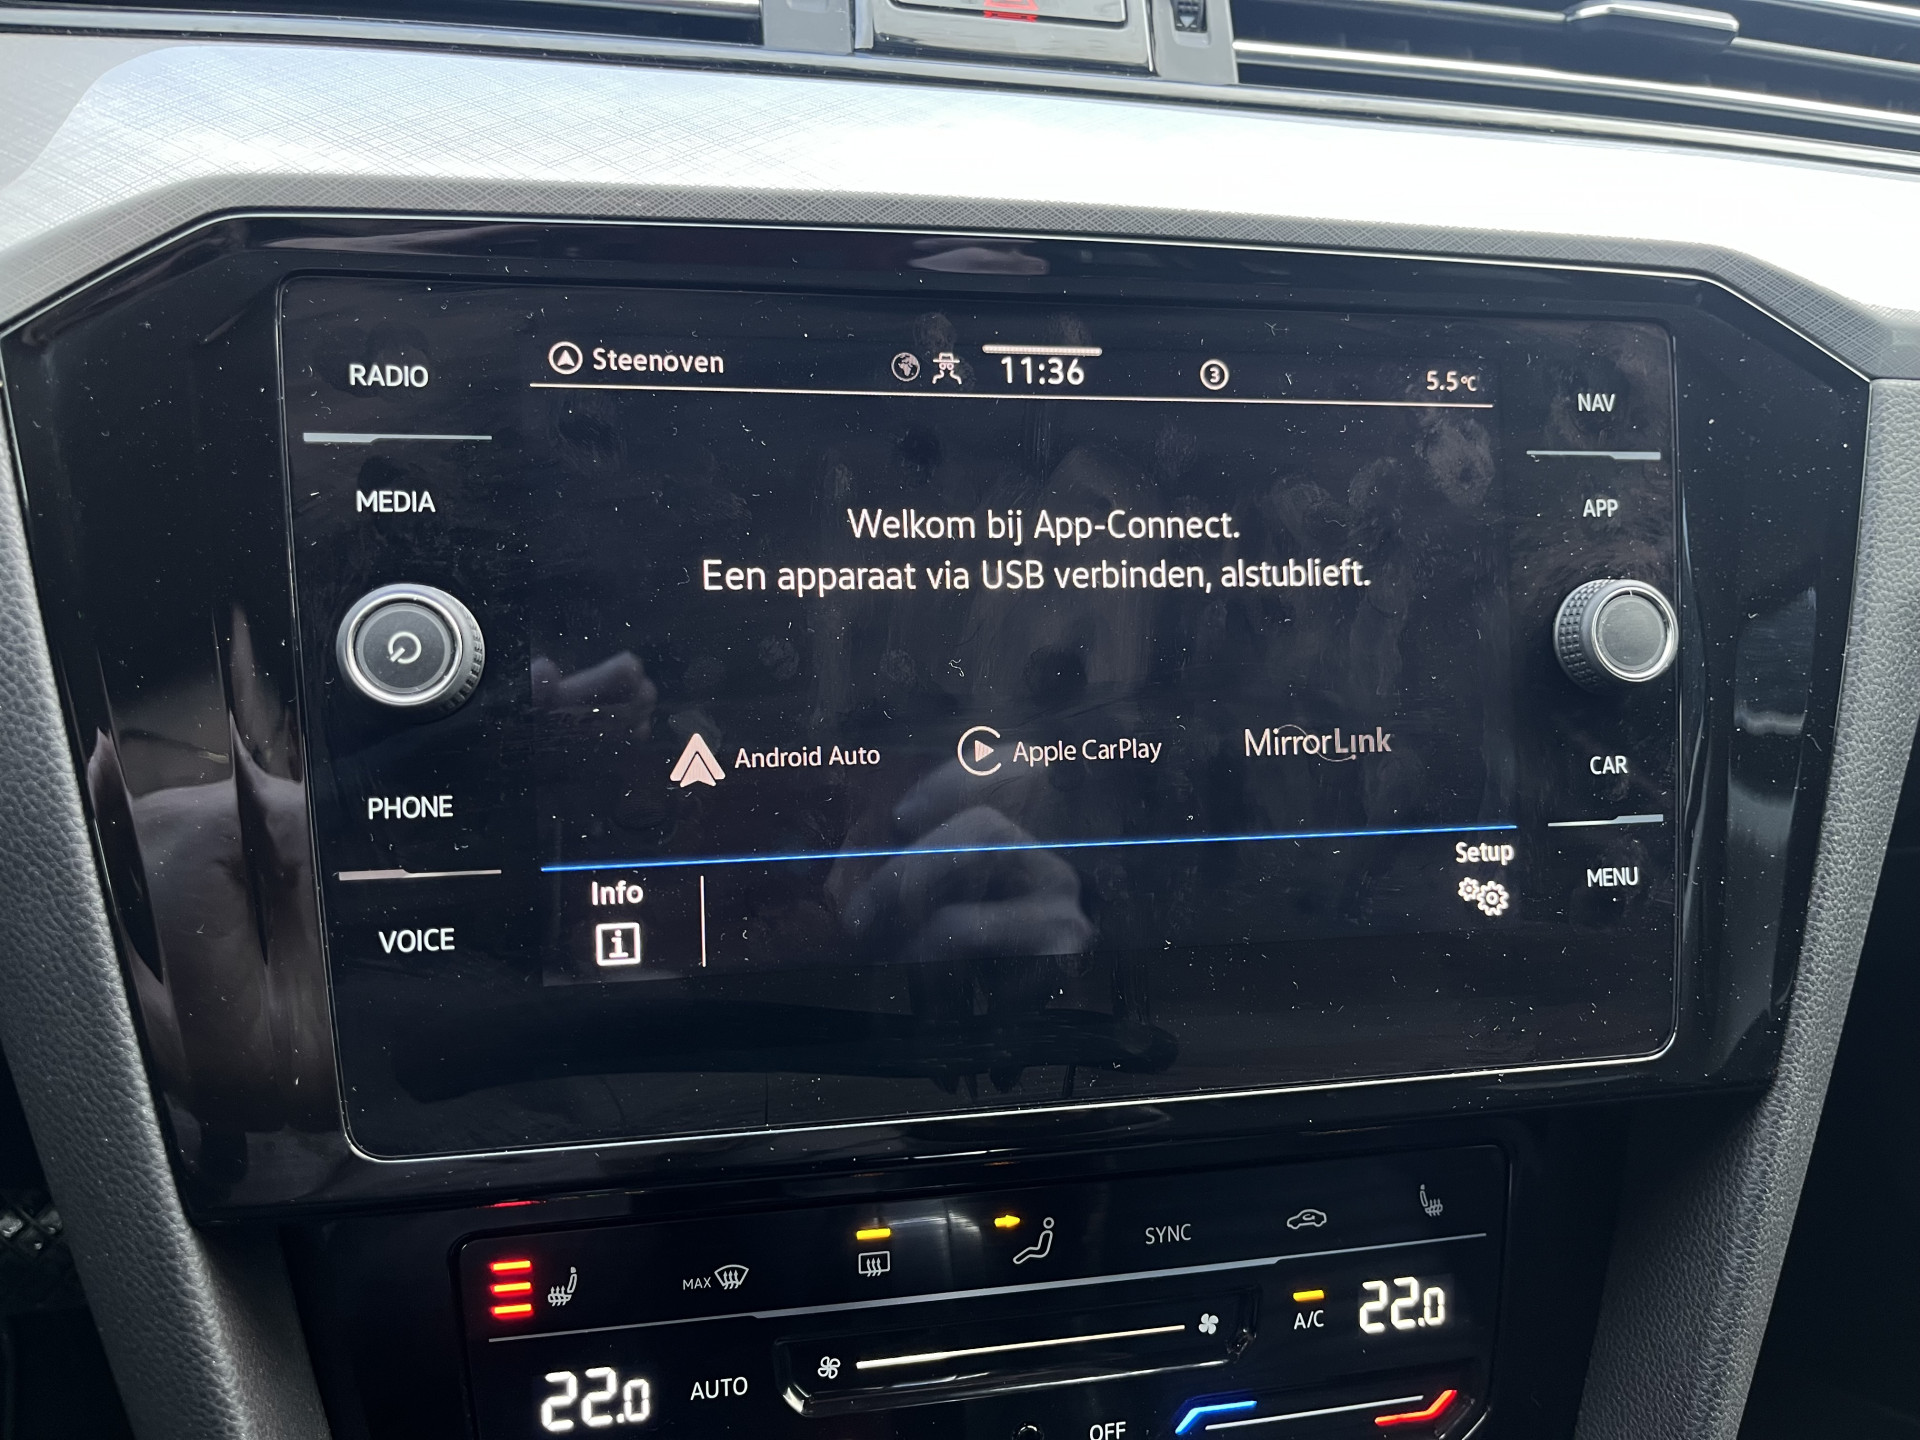 RADIO
MEDIA
PHONE
VOICE
Steenoven
11:36
3
5.5°C
Welkom bij App-Connect.
Een apparaat via USB verbinden, alstublieft.
Android Auto
Apple CarPlay
MirrorLink
Info
i
Setup
NAV
APP
CAR
MENU
MAX
SYNC
A/C
22.0
22.0
AUTO
OFF